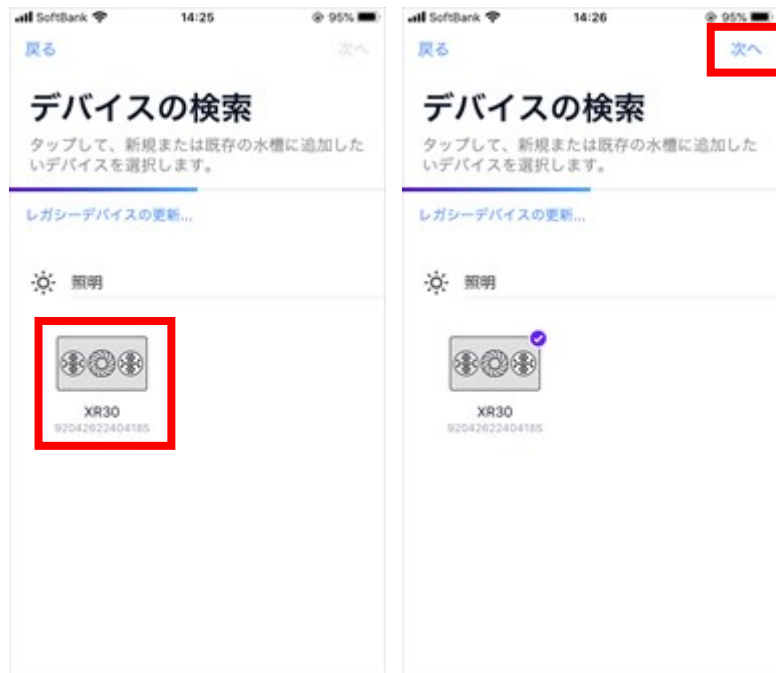 SoftBank 14:25 95%
戻る 次へ
デバイスの検索
タップして、新規または既存の水槽に追加した
いデバイスを選択します。
レガシーデバイスの更新...
照明
XR30
92042622404185
SoftBank 14:26 95%
戻る 次へ
デバイスの検索
タップして、新規または既存の水槽に追加した
いデバイスを選択します。
レガシーデバイスの更新...
照明
XR30
92042622404185